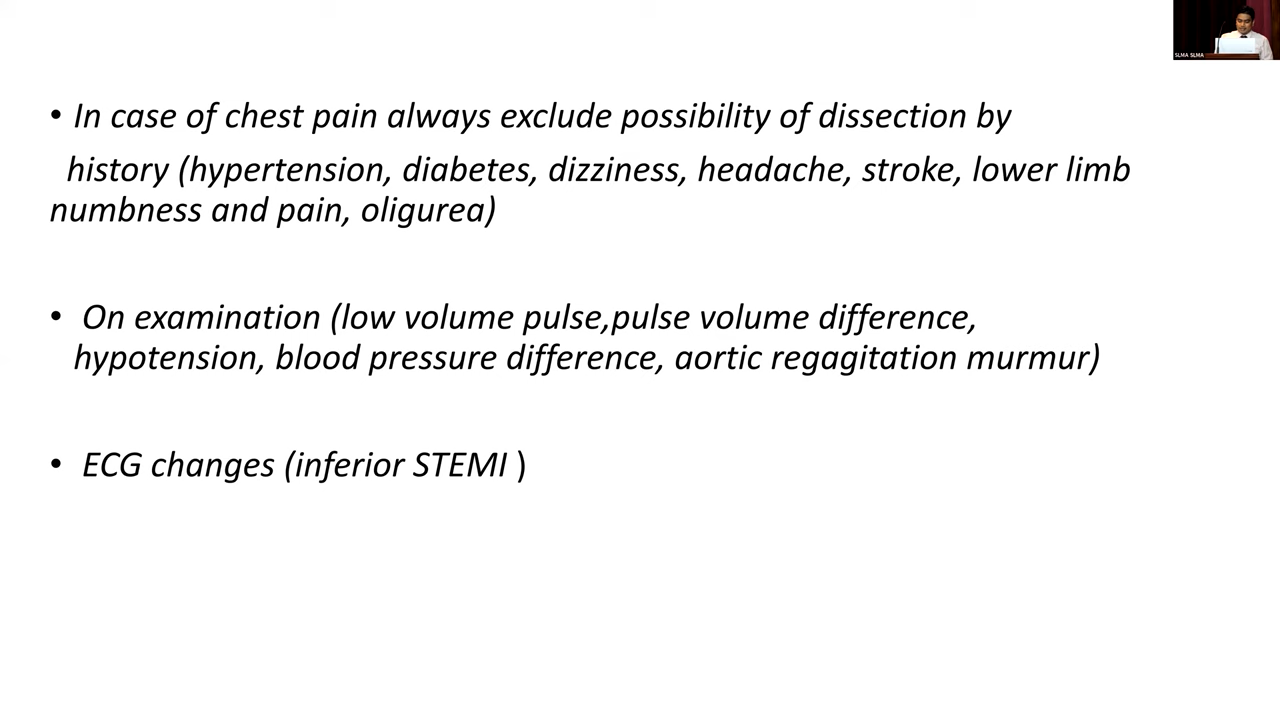 • In case of chest pain always exclude possibility of dissection by
history (hypertension, diabetes, dizziness, headache, stroke, lower limb
numbness and pain, oligurea)
• On examination (low volume pulse,pulse volume difference,
hypotension, blood pressure difference, aortic regagitation murmur)
• ECG changes (inferior STEMI )
SLMA SLMA